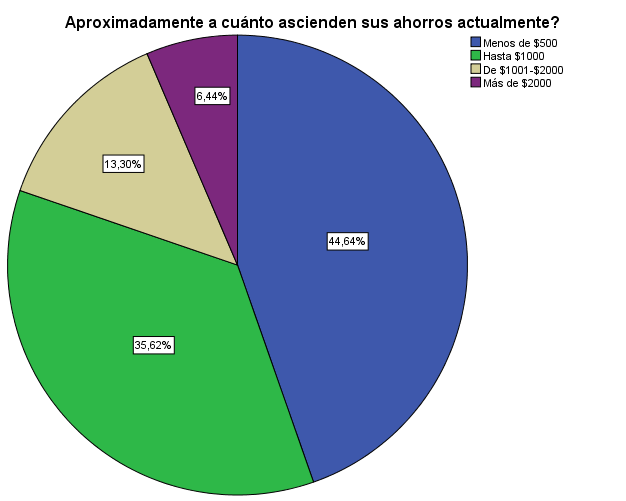 Aproximadamente a cuánto ascienden sus ahorros actualmente?
Menos de $500
Hasta $1000
De $1001-$2000
Más de $2000
6,44%
13,30%
44,64%
35,62%